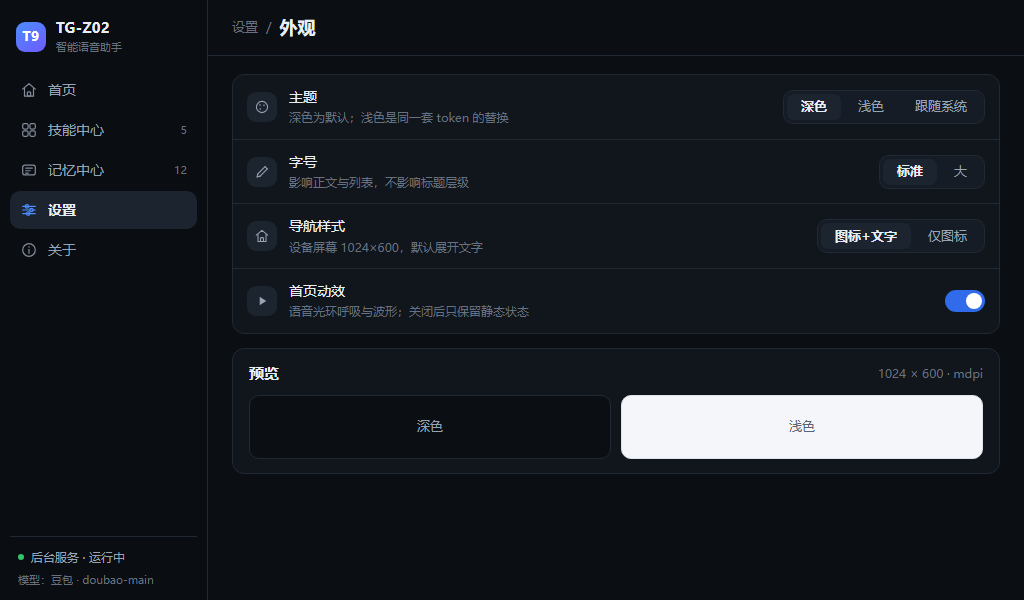 T9
TG-Z02
智能语音助手
首页
技能中心 5
记忆中心 12
设置
关于
后台服务 · 运行中
模型: 豆包 · doubao-main
设置 / 外观
主题
深色为默认；浅色是同一套 token 的替换
深色 浅色 跟随系统
字号
影响正文与列表，不影响标题层级
标准 大
导航样式
设备屏幕 1024×600，默认展开文字
图标+文字 仅图标
首页动效
语音光环呼吸与波形；关闭后只保留静态状态
预览 1024 × 600 · mdpi
深色 浅色